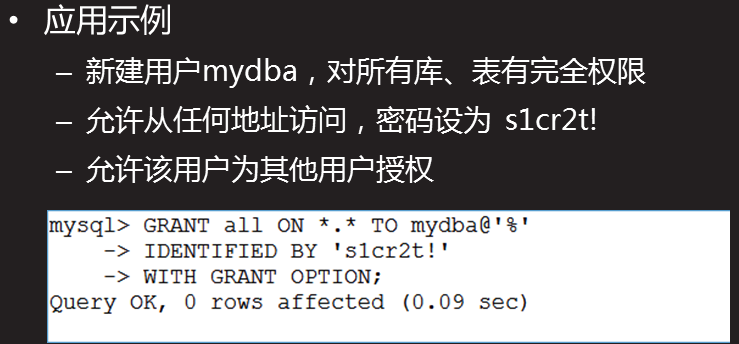 • 应用示例
– 新建用户mydba，对所有库、表有完全权限
– 允许从任何地址访问，密码设为 s1cr2t!
– 允许该用户为其他用户授权
mysql> GRANT all ON *.* TO mydba@'%'
-> IDENTIFIED BY 's1cr2t!'
-> WITH GRANT OPTION;
Query OK, 0 rows affected (0.09 sec)